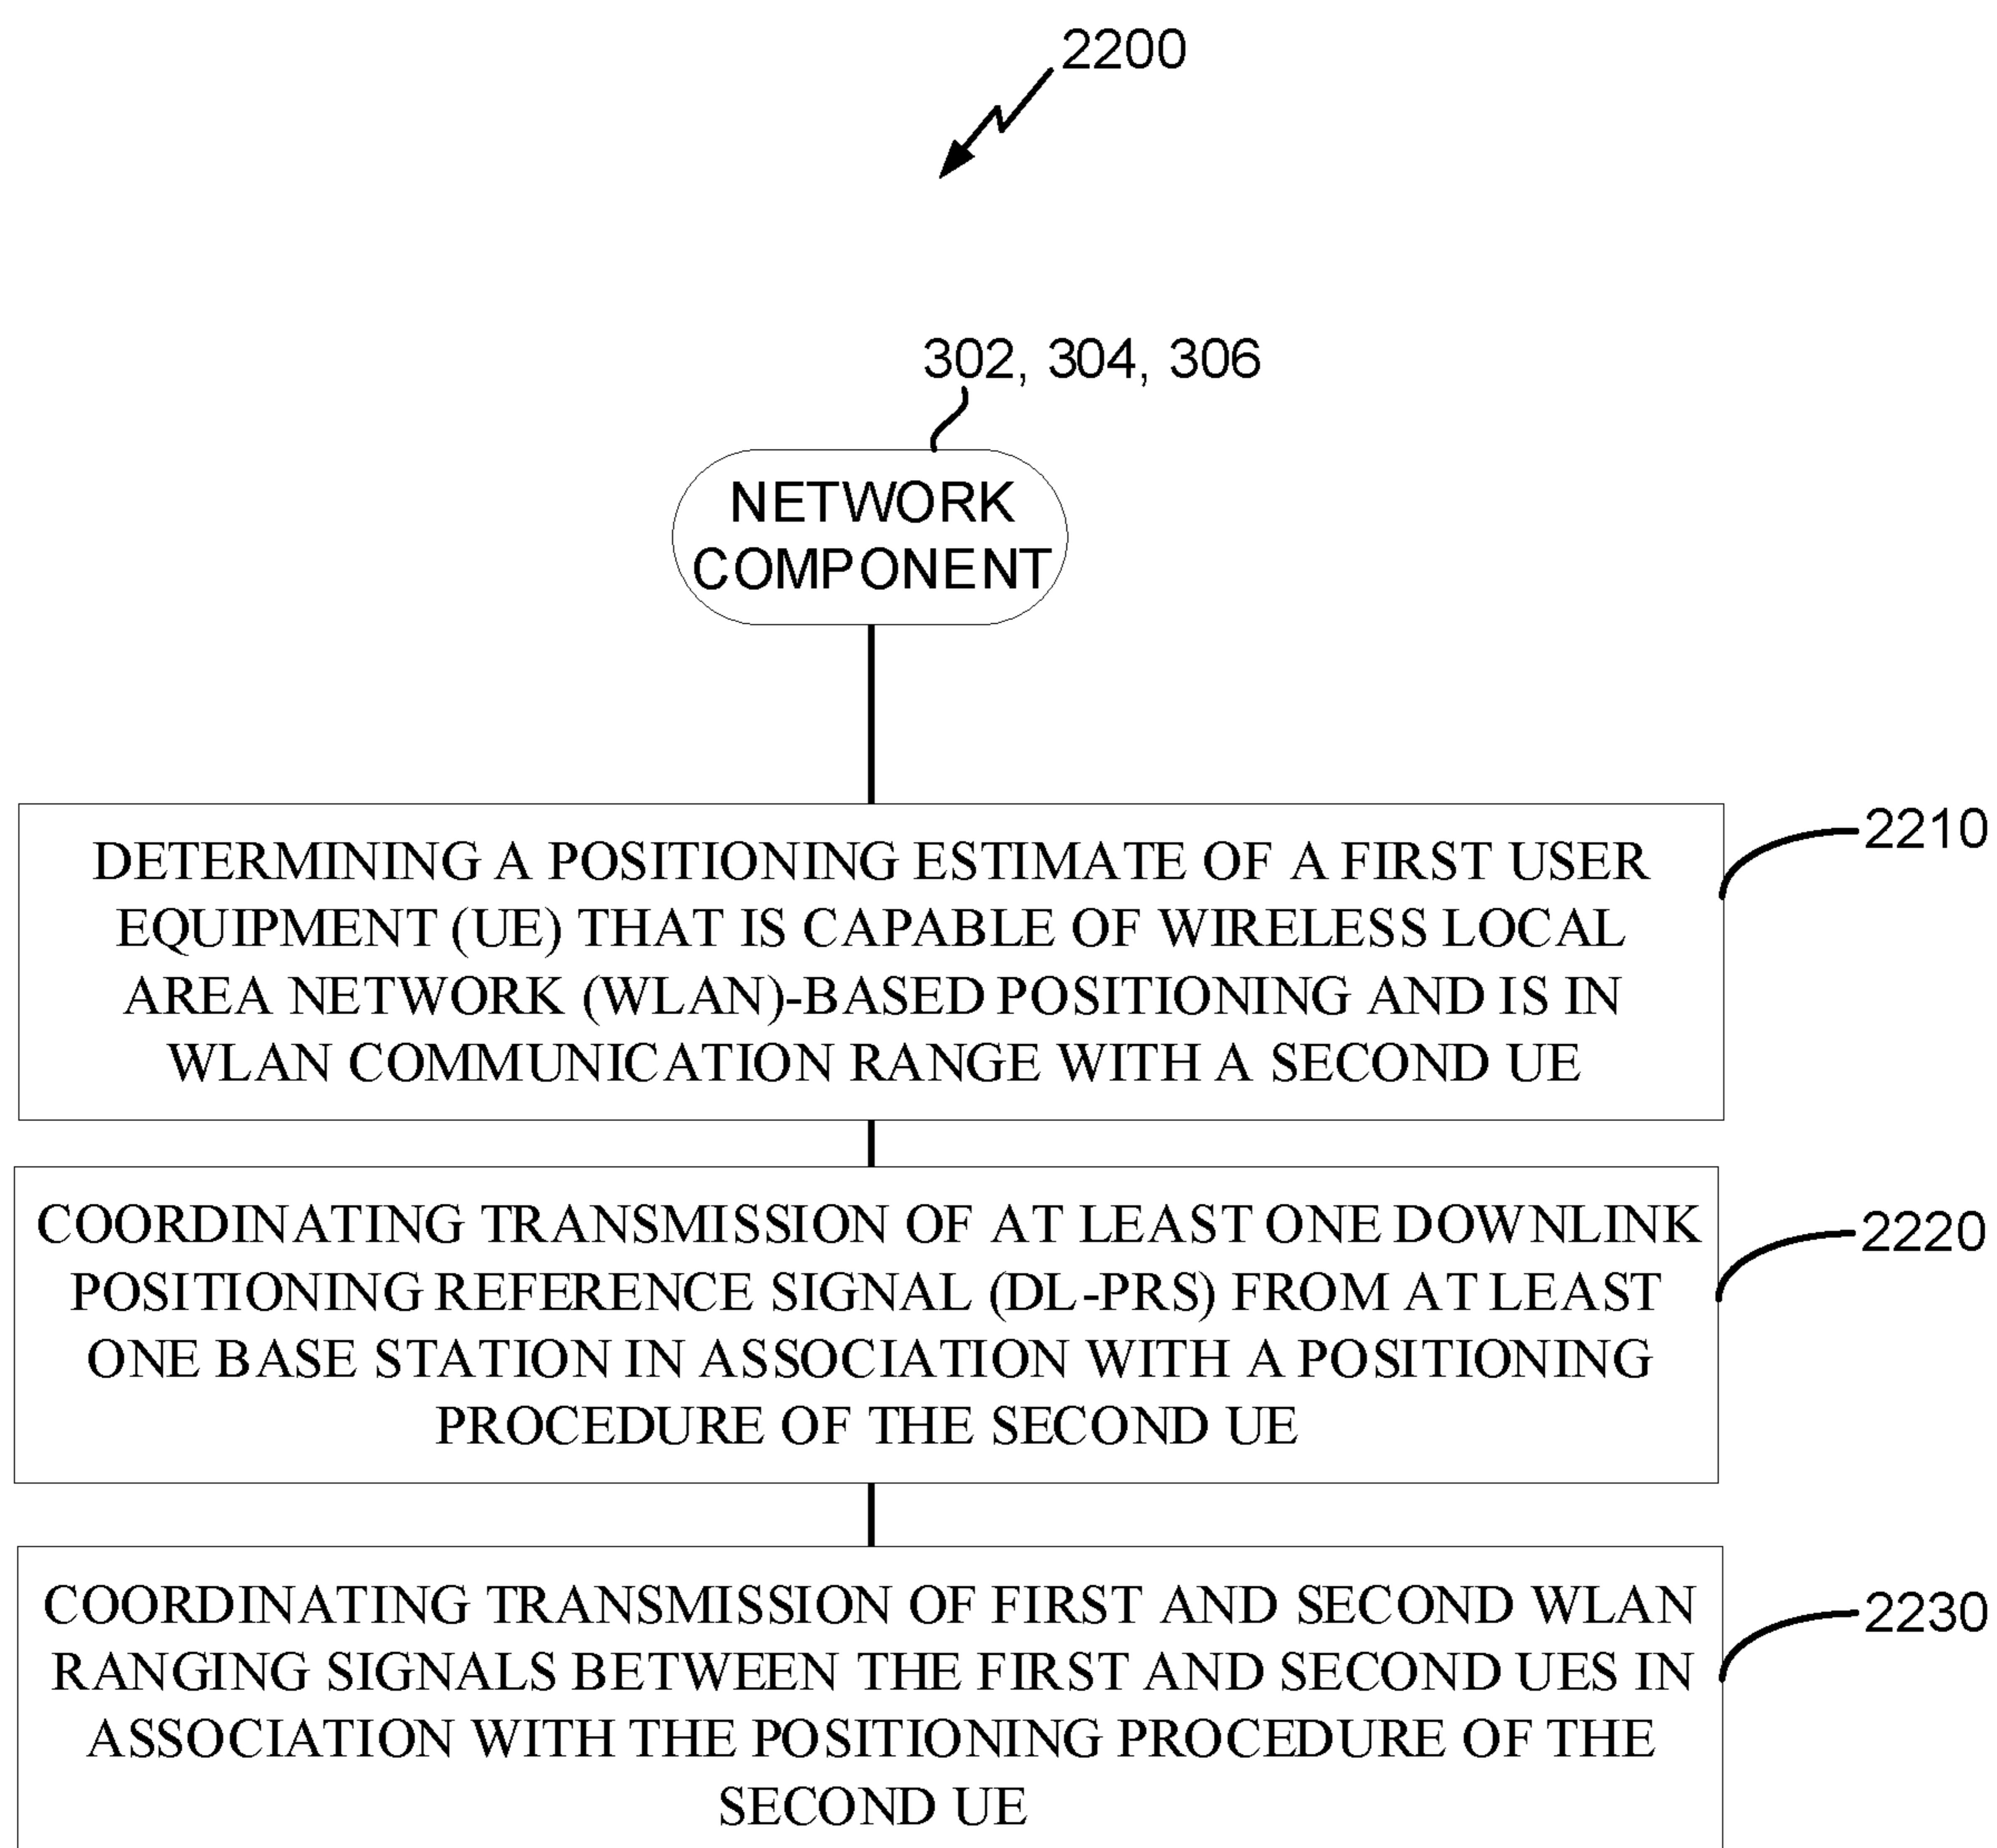 2200
302, 304, 306
NETWORK
COMPONENT
DETERMINING A POSITIONING ESTIMATE OF A FIRST USER
EQUIPMENT (UE) THAT IS CAPABLE OF WIRELESS LOCAL
AREA NETWORK (WLAN)-BASED POSITIONING AND IS IN
WLAN COMMUNICATION RANGE WITH A SECOND UE
2210
COORDINATING TRANSMISSION OF AT LEAST ONE DOWNLINK
POSITIONING REFERENCE SIGNAL (DL-PRS) FROM AT LEAST
ONE BASE STATION IN ASSOCIATION WITH A POSITIONING
PROCEDURE OF THE SECOND UE
2220
COORDINATING TRANSMISSION OF FIRST AND SECOND WLAN
RANGING SIGNALS BETWEEN THE FIRST AND SECOND UES IN
ASSOCIATION WITH THE POSITIONING PROCEDURE OF THE
SECOND UE
2230